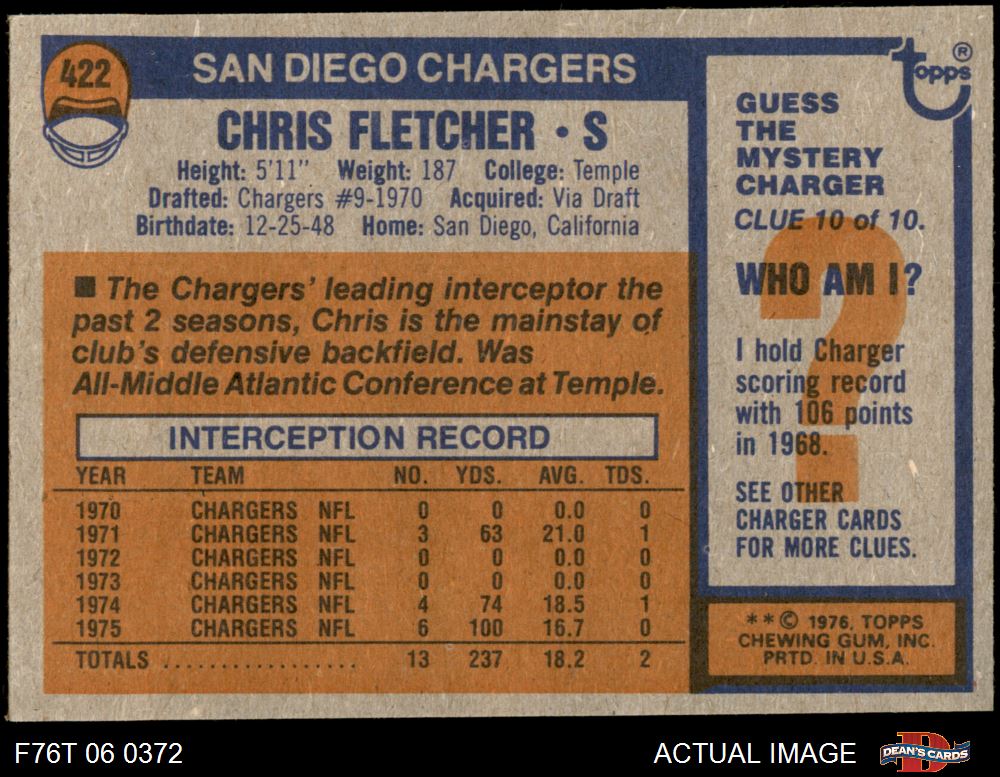 422
SAN DIEGO CHARGERS
CHRIS FLETCHER • S
Height: 5'11" Weight: 187 College: Temple
Drafted: Chargers #9-1970 Acquired: Via Draft
Birthdate: 12-25-48 Home: San Diego, California
■ The Chargers' leading interceptor the
past 2 seasons, Chris is the mainstay of
club's defensive backfield. Was
All-Middle Atlantic Conference at Temple.
INTERCEPTION RECORD
YEAR TEAM NO. YDS. AVG. TDS.
1970 CHARGERS NFL 0 0 0.0 0
1971 CHARGERS NFL 3 63 21.0 1
1972 CHARGERS NFL 0 0 0.0 0
1973 CHARGERS NFL 0 0 0.0 0
1974 CHARGERS NFL 4 74 18.5 1
1975 CHARGERS NFL 6 100 16.7 0
TOTALS ................. 13 237 18.2 2
Topps®
GUESS
THE
MYSTERY
CHARGER
CLUE 10 of 10.
?
WHO AM I?
I hold Charger
scoring record
with 106 points
in 1968.
SEE OTHER
CHARGER CARDS
FOR MORE CLUES.
**© 1976, TOPPS
CHEWING GUM, INC.
PRTD. IN U.S.A.
F76T 06 0372
ACTUAL IMAGE
D
DEAN'S CARDS